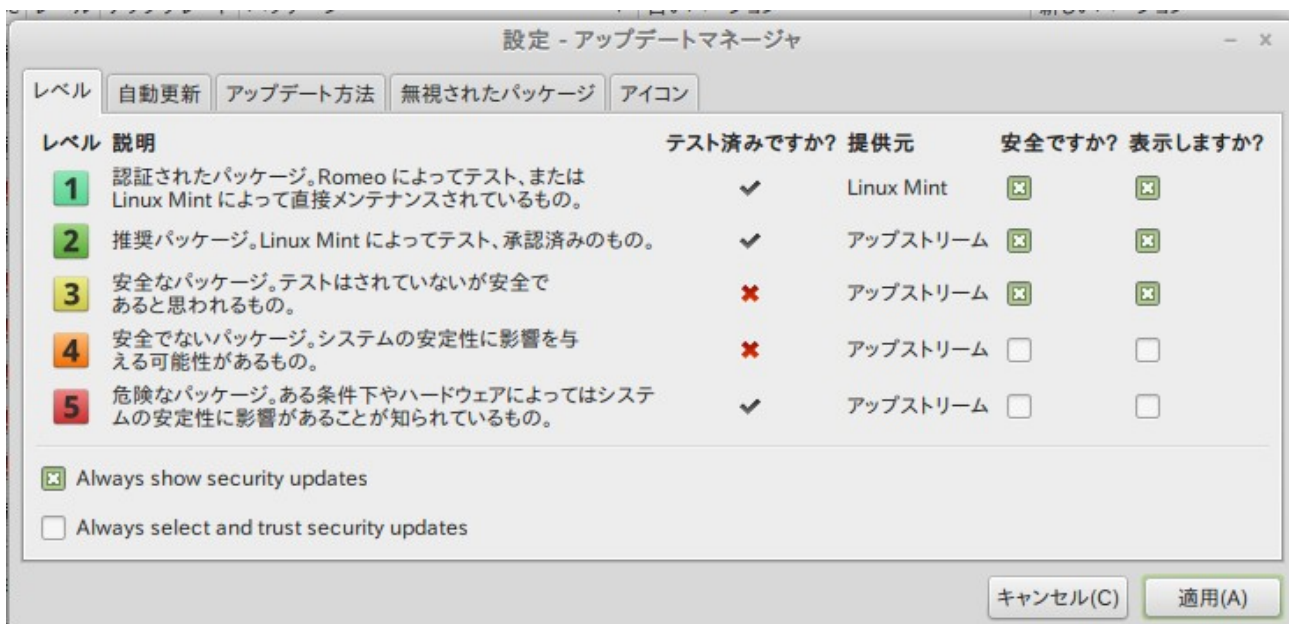 設定 - アップデートマネージャ
レベル 自動更新 アップデート方法 無視されたパッケージ アイコン
レベル 説明 テスト済みですか? 提供元 安全ですか? 表示しますか?
1 認証されたパッケージ。Romeo によってテスト、または
Linux Mint によって直接メンテナンスされているもの。 Linux Mint
2 推奨パッケージ。Linux Mint によってテスト、承認済みのもの。 アップストリーム
3 安全なパッケージ。テストはされていないが安全で
あると思われるもの。 アップストリーム
4 安全でないパッケージ。システムの安定性に影響を与
える可能性があるもの。 アップストリーム
5 危険なパッケージ。ある条件下やハードウェアによってはシステ
ムの安定性に影響があることが知られているもの。 アップストリーム
Always show security updates
Always select and trust security updates
キャンセル(C) 適用(A)